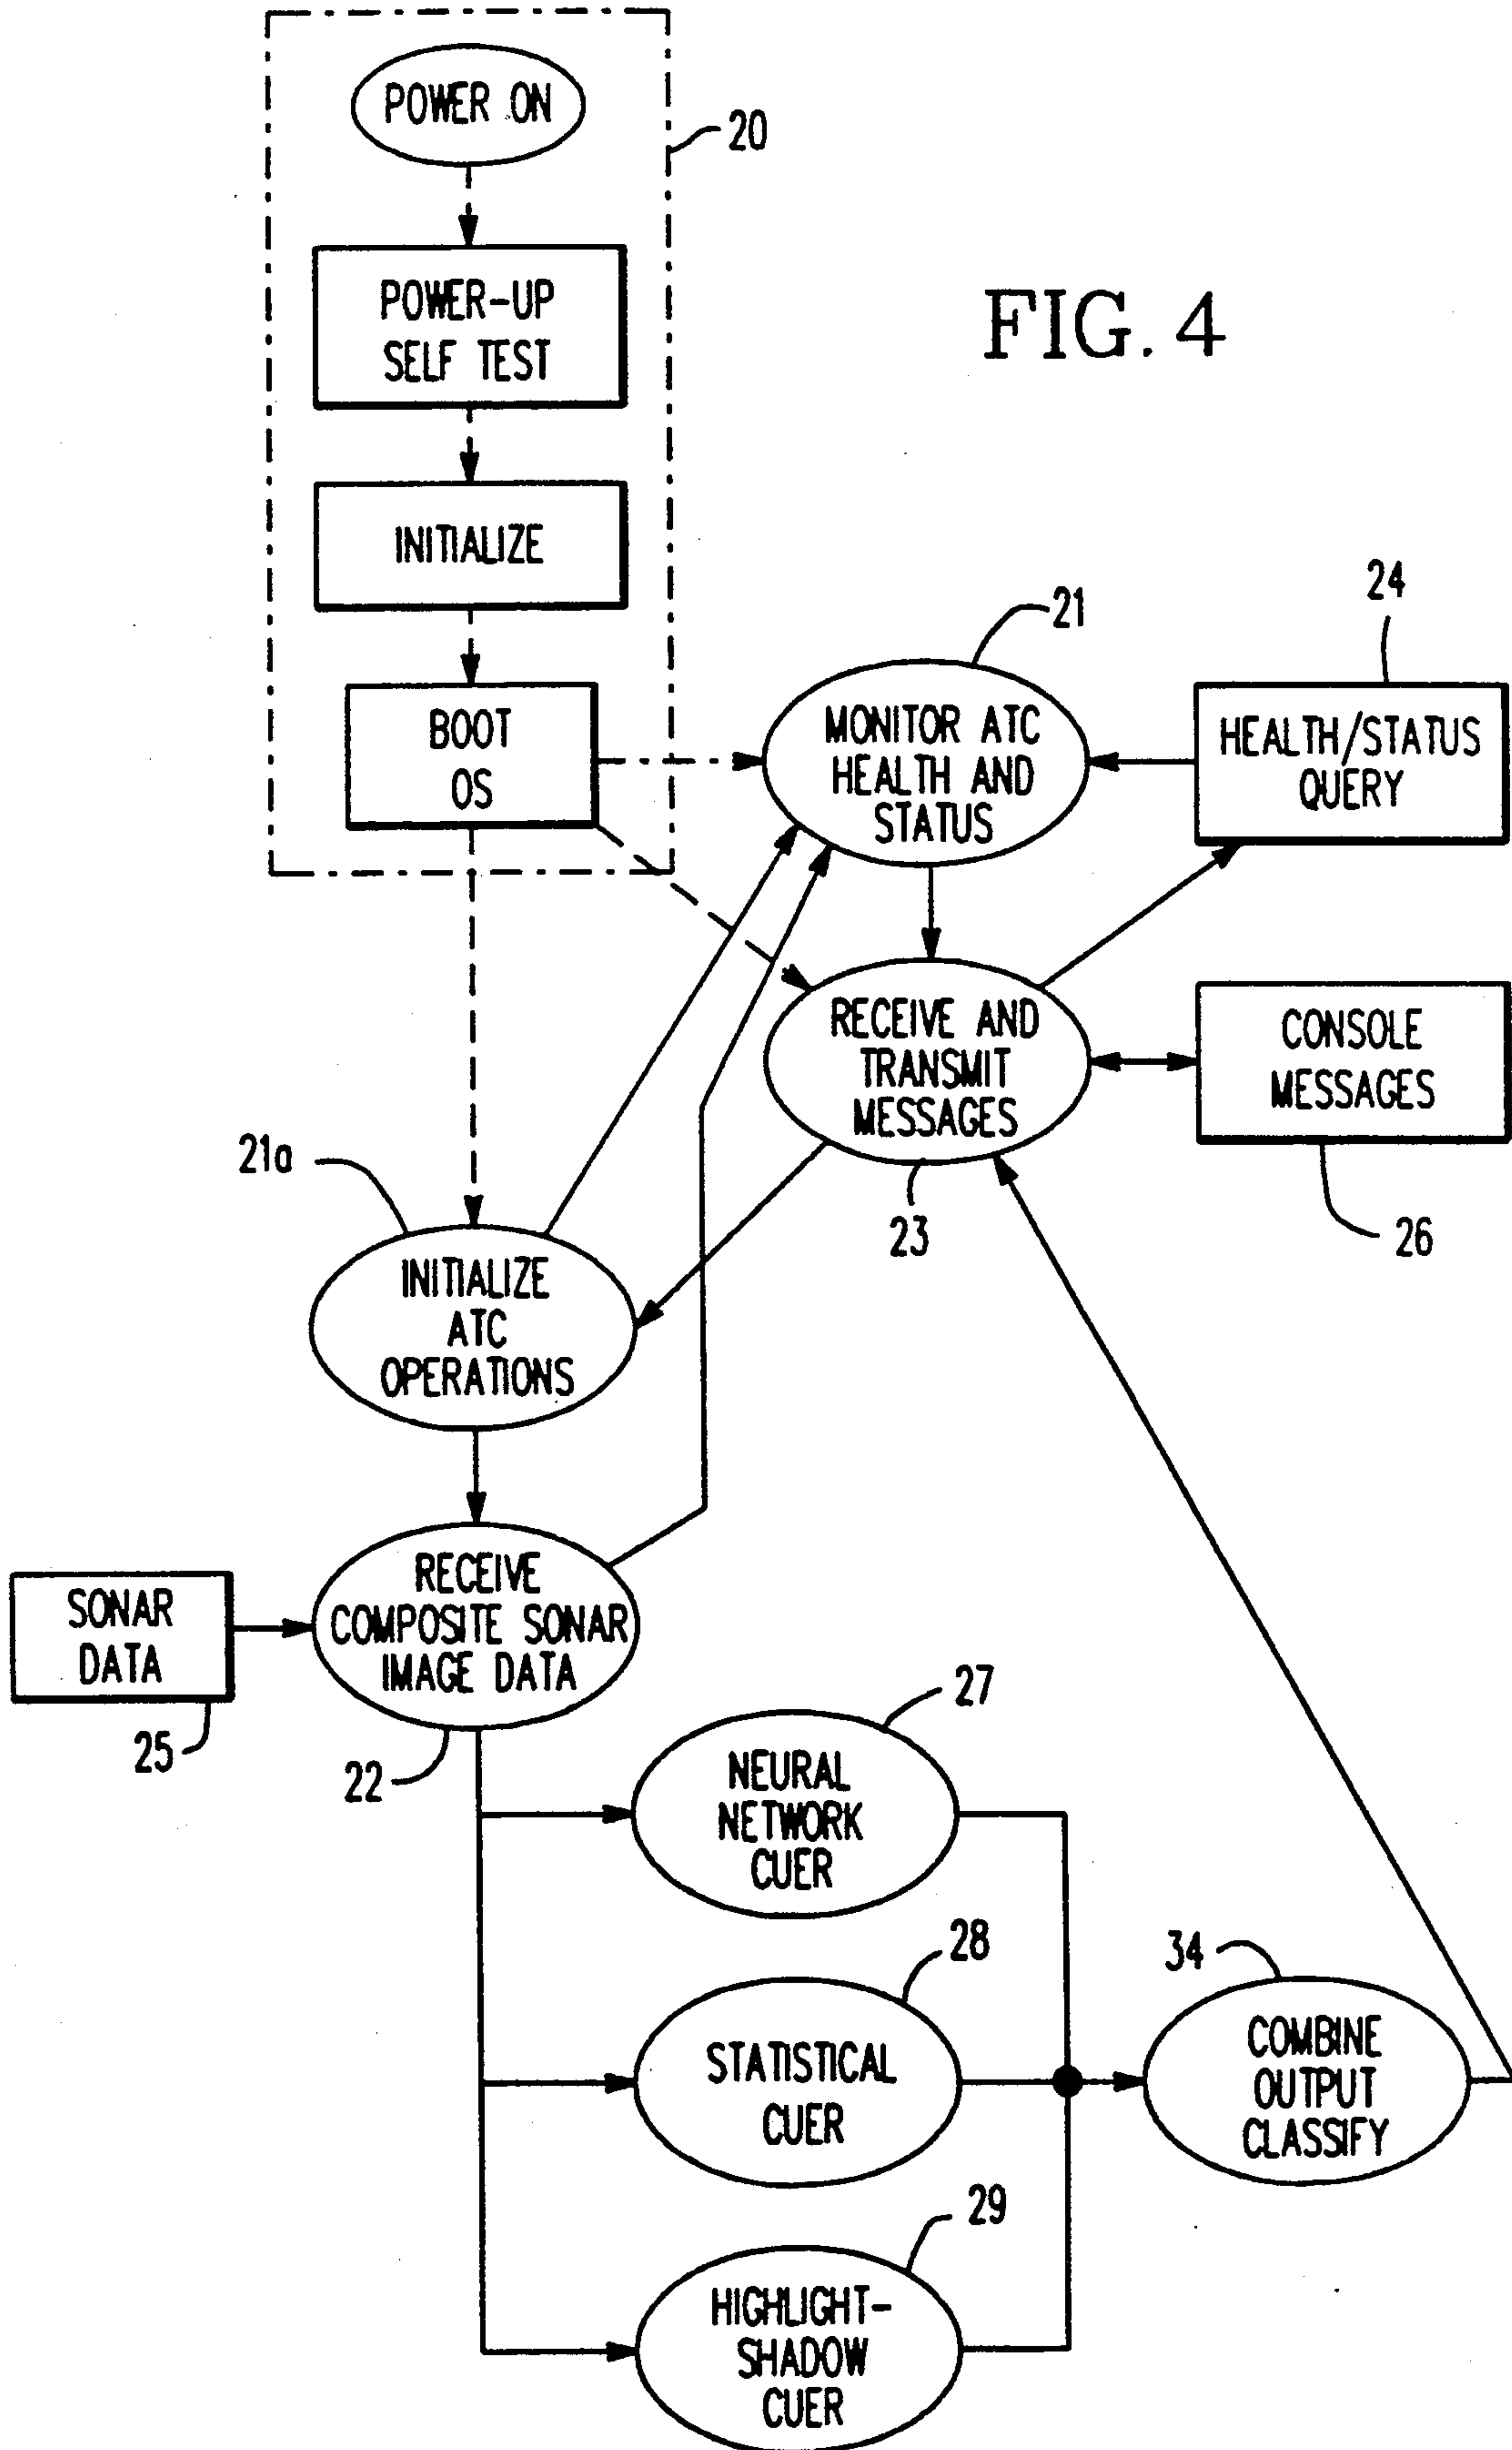 POWER ON
20
POWER-UP
SELF TEST
FIG. 4
INITIALIZE
21
24
BOOT
OS
MONITOR ATC
HEALTH AND
STATUS
HEALTH/STATUS
QUERY
RECEIVE AND
TRANSMIT
MESSAGES
CONSOLE
MESSAGES
21a
23
26
INITIALIZE
ATC
OPERATIONS
RECEIVE
COMPOSITE SONAR
IMAGE DATA
SONAR
DATA
25
22
27
NEURAL
NETWORK
CUER
28
34
STATISTICAL
CUER
COMBINE
OUTPUT
CLASSIFY
29
HIGHLIGHT-
SHADOW
CUER